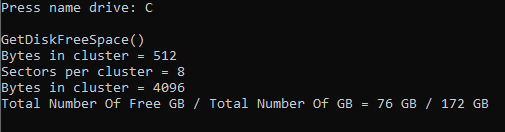 Press name drive: C
GetDiskFreeSpace()
Bytes in cluster = 512
Sectors per cluster = 8
Bytes in cluster = 4096
Total Number Of Free GB / Total Number Of GB = 76 GB / 172 GB